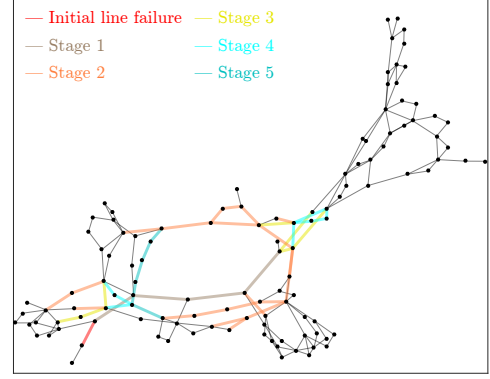 Initial line failure
Stage 1
Stage 2
Stage 3
Stage 4
Stage 5